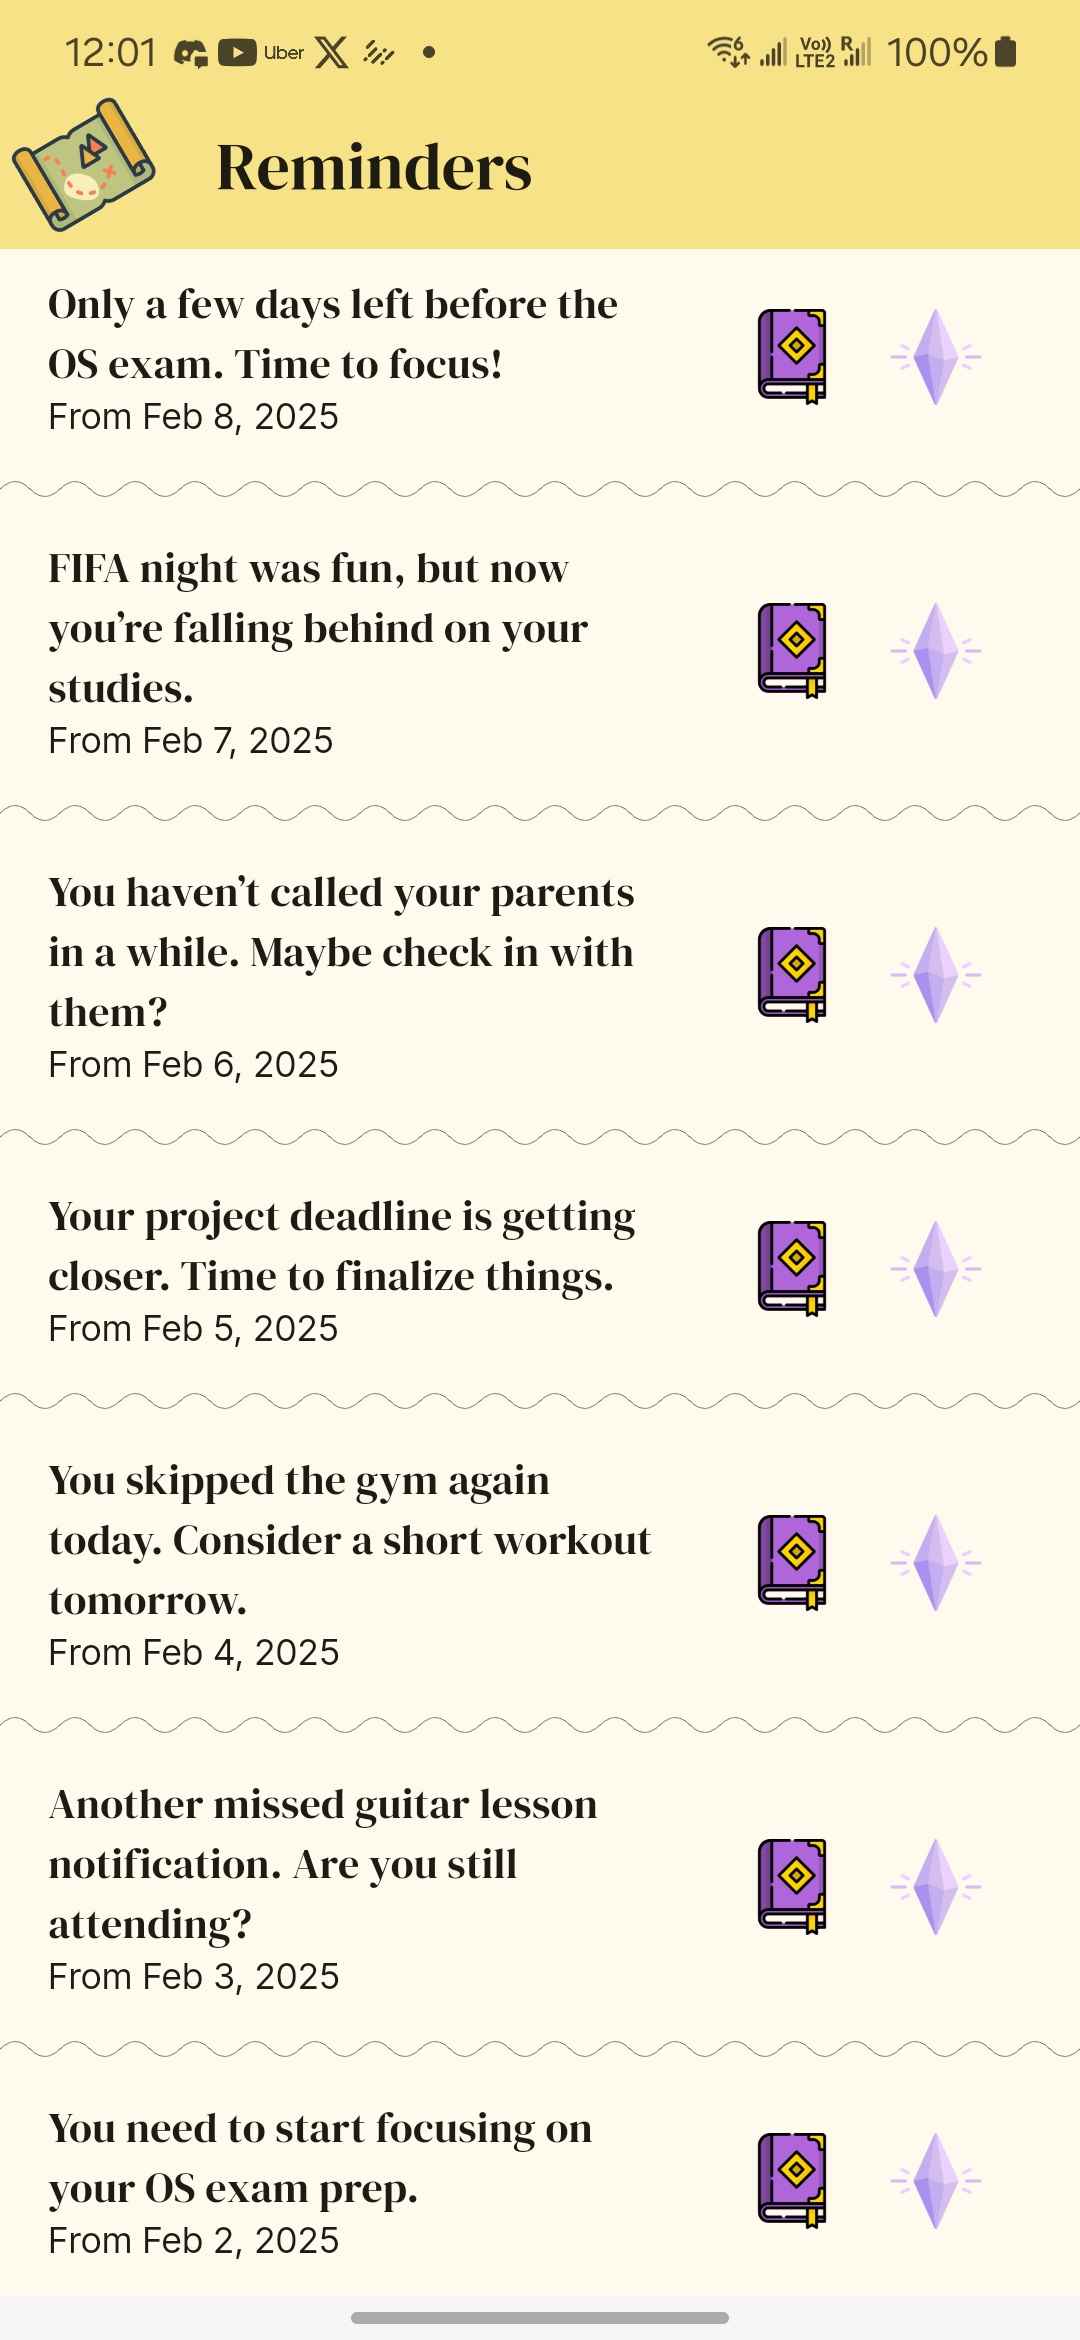 12:01 Uber Vo)) LTE2 R 6 100%
Reminders
Only a few days left before the
OS exam. Time to focus!
From Feb 8, 2025
FIFA night was fun, but now
you’re falling behind on your
studies.
From Feb 7, 2025
You haven’t called your parents
in a while. Maybe check in with
them?
From Feb 6, 2025
Your project deadline is getting
closer. Time to finalize things.
From Feb 5, 2025
You skipped the gym again
today. Consider a short workout
tomorrow.
From Feb 4, 2025
Another missed guitar lesson
notification. Are you still
attending?
From Feb 3, 2025
You need to start focusing on
your OS exam prep.
From Feb 2, 2025